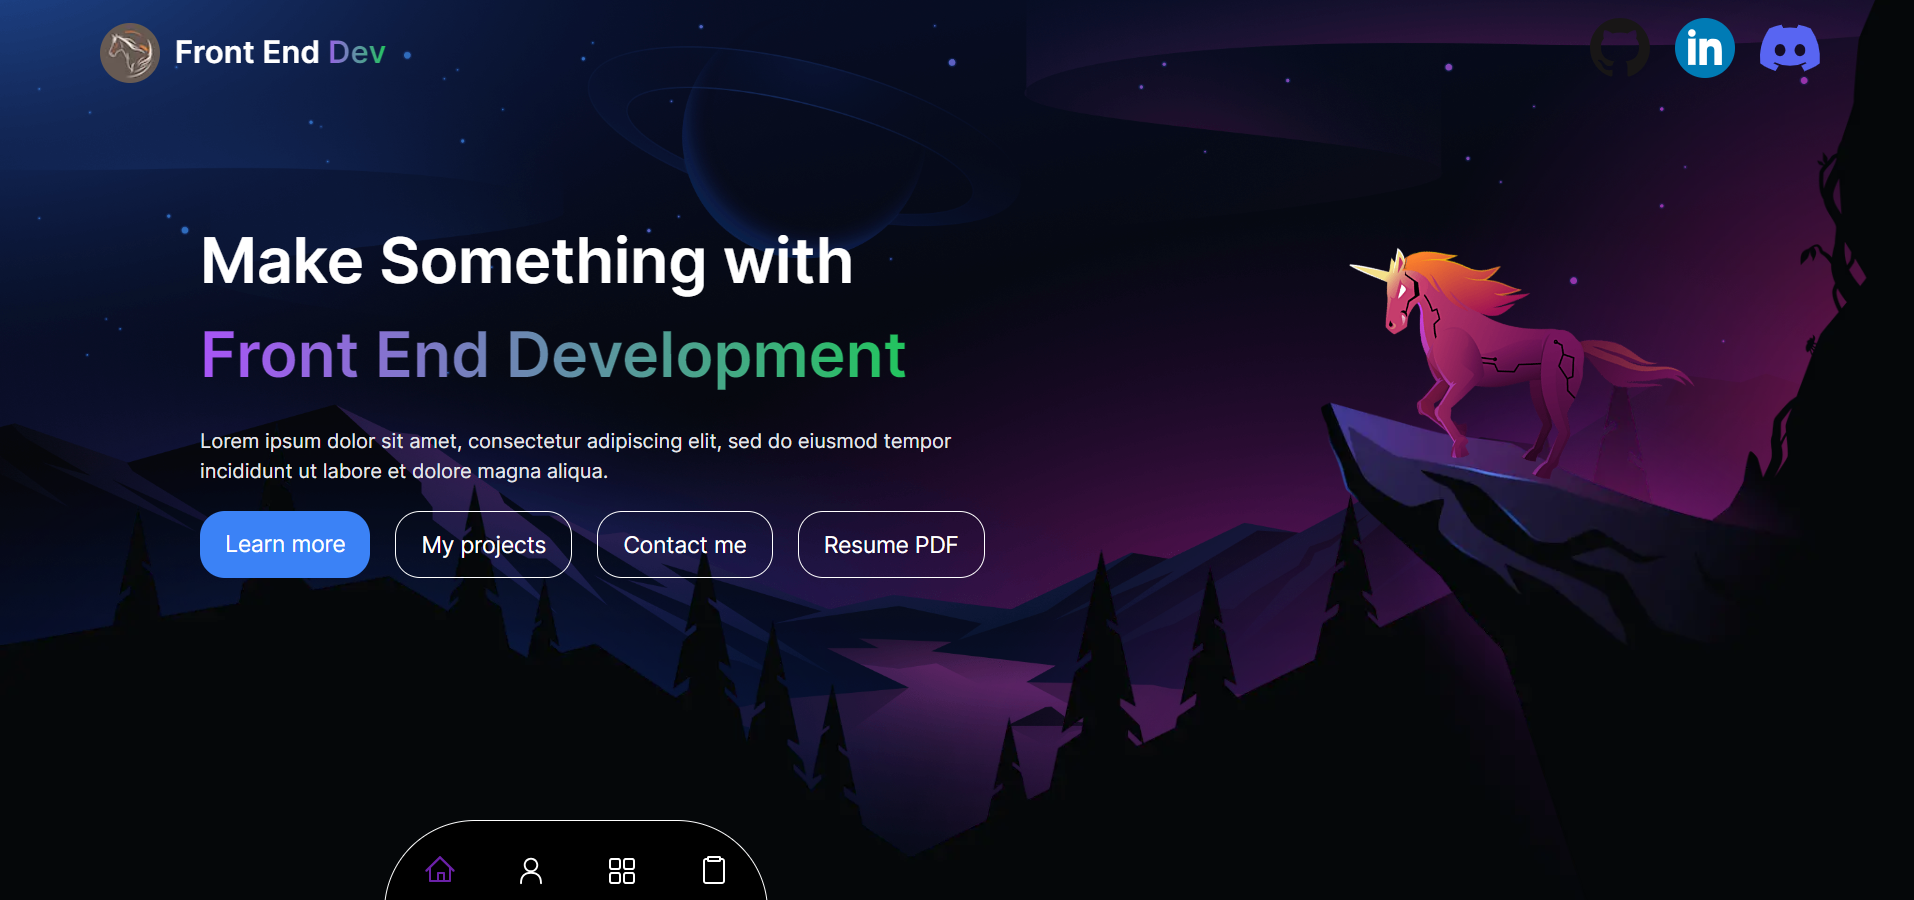 Front End Dev
in
Make Something with
Front End Development
Lorem ipsum dolor sit amet, consectetur adipiscing elit, sed do eiusmod tempor
incididunt ut labore et dolore magna aliqua.
Learn more
My projects
Contact me
Resume PDF